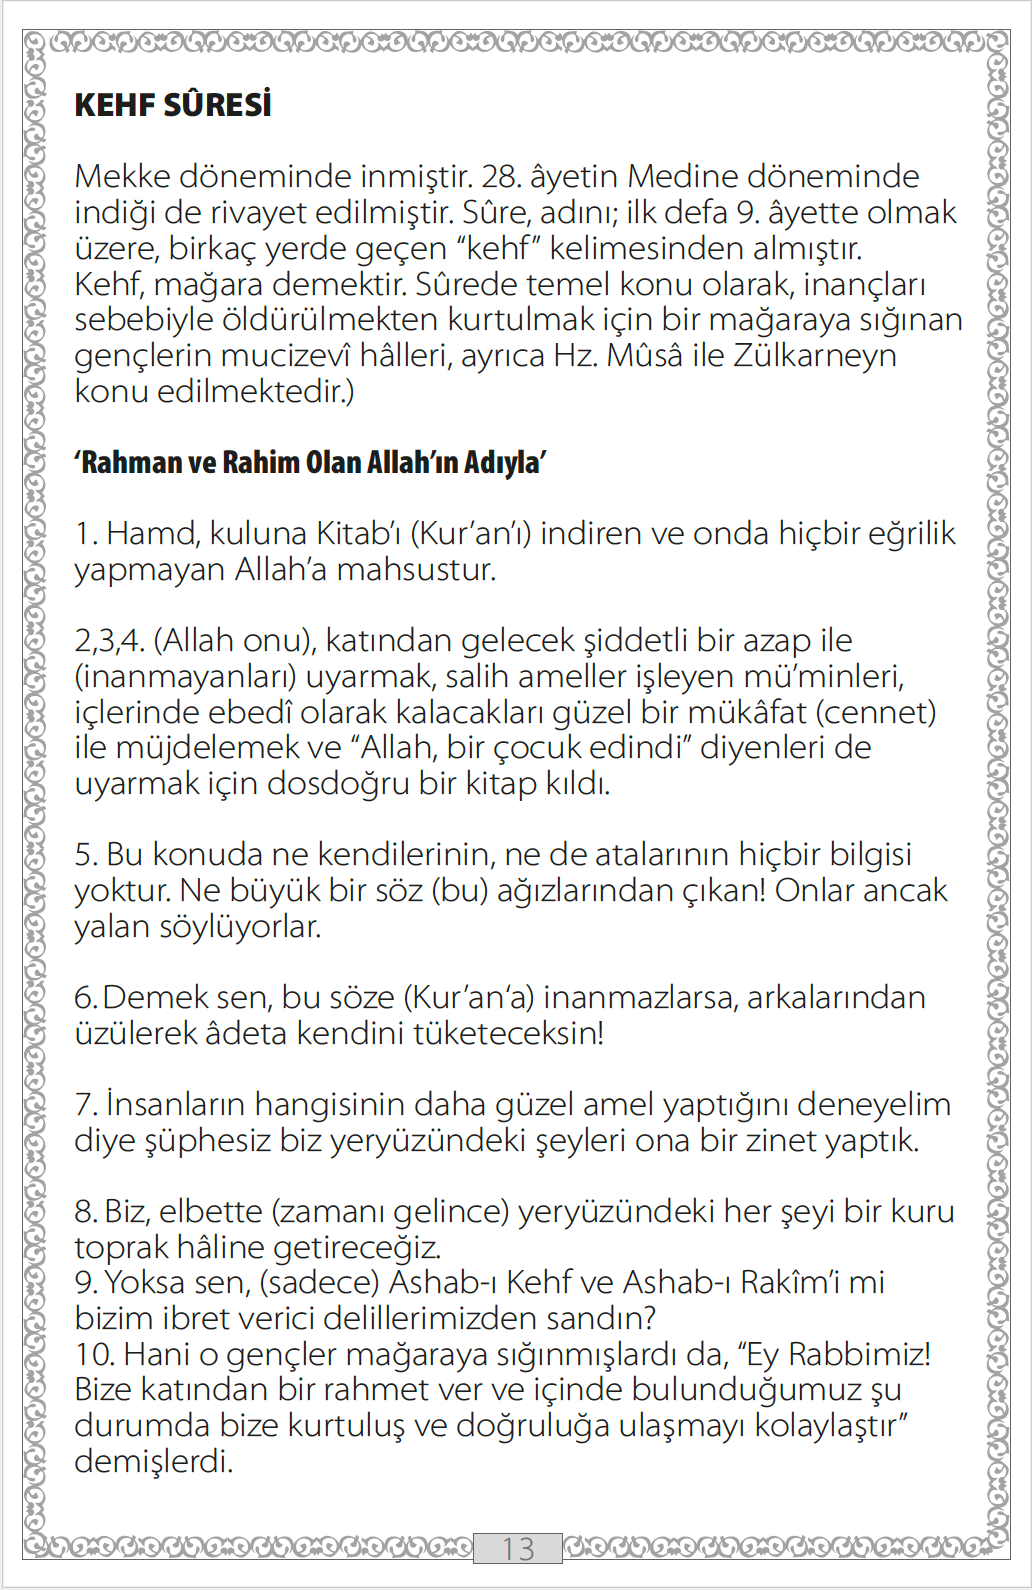 KEHF SÛRESİ
Mekke döneminde inmiştir. 28. âyetin Medine döneminde
indiği de rivayet edilmiştir. Sûre, adını; ilk defa 9. âyette olmak
üzere, birkaç yerde geçen “kehf” kelimesinden almıştır.
Kehf, mağara demektir. Sûrede temel konu olarak, inançları
sebebiyle öldürülmekten kurtulmak için bir mağaraya sığınan
gençlerin mucizevî hâlleri, ayrıca Hz. Mûsâ ile Zülkarneyn
konu edilmektedir.)
‘Rahman ve Rahim Olan Allah’ın Adıyla’
1. Hamd, kuluna Kitab’ı (Kur’an’ı) indiren ve onda hiçbir eğrilik
yapmayan Allah’a mahsustur.
2,3,4. (Allah onu), katından gelecek şiddetli bir azap ile
(inanmayanları) uyarmak, salih ameller işleyen mü’minleri,
içlerinde ebedî olarak kalacakları güzel bir mükâfat (cennet)
ile müjdelemek ve “Allah, bir çocuk edindi” diyenleri de
uyarmak için dosdoğru bir kitap kıldı.
5. Bu konuda ne kendilerinin, ne de atalarının hiçbir bilgisi
yoktur. Ne büyük bir söz (bu) ağızlarından çıkan! Onlar ancak
yalan söylüyorlar.
6. Demek sen, bu söze (Kur’an‘a) inanmazlarsa, arkalarından
üzülerek âdeta kendini tüketeceksin!
7. İnsanların hangisinin daha güzel amel yaptığını deneyelim
diye şüphesiz biz yeryüzündeki şeyleri ona bir zinet yaptık.
8. Biz, elbette (zamanı gelince) yeryüzündeki her şeyi bir kuru
toprak hâline getireceğiz.
9. Yoksa sen, (sadece) Ashab-ı Kehf ve Ashab-ı Rakîm’i mi
bizim ibret verici delillerimizden sandın?
10. Hani o gençler mağaraya sığınmışlardı da, “Ey Rabbimiz!
Bize katından bir rahmet ver ve içinde bulunduğumuz şu
durumda bize kurtuluş ve doğruluğa ulaşmayı kolaylaştır”
demişlerdi.
13